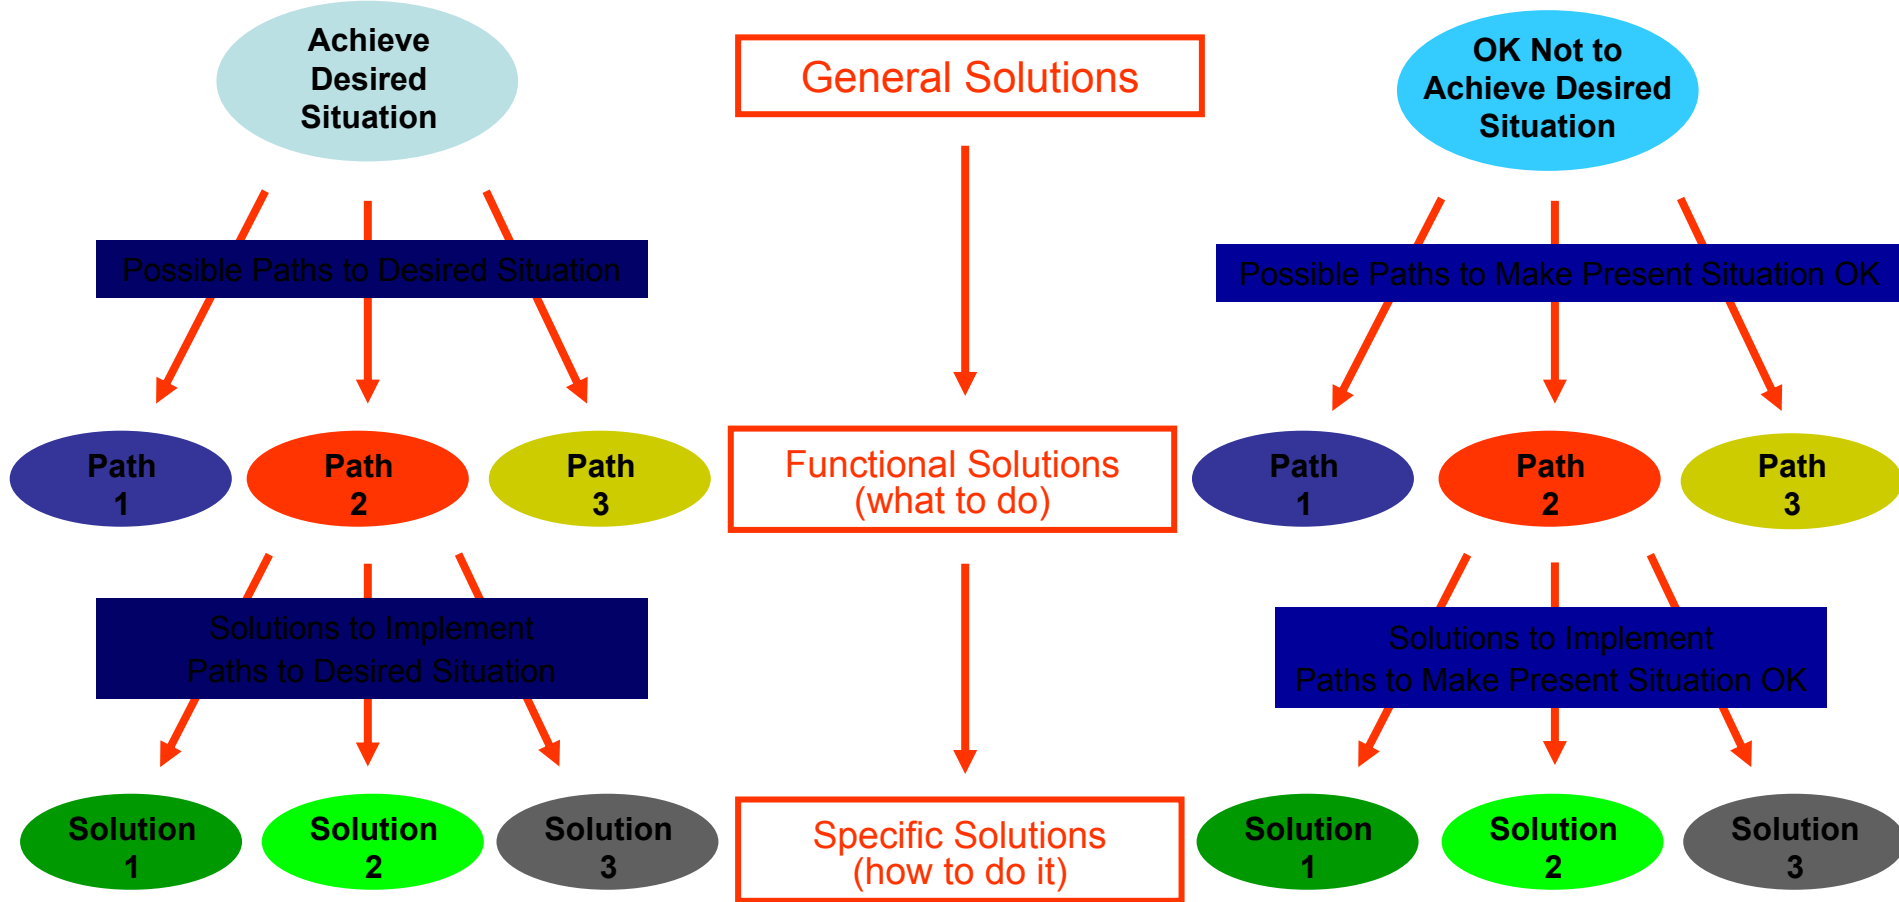 Achieve
Desired
Situation
General Solutions
OK Not to
Achieve Desired
Situation
Possible Paths to Desired Situation
Possible Paths to Make Present Situation OK
Path
1
Path
2
Path
3
Functional Solutions
(what to do)
Path
1
Path
2
Path
3
Solutions to Implement
Paths to Desired Situation
Solutions to Implement
Paths to Make Present Situation OK
Solution
1
Solution
2
Solution
3
Specific Solutions
(how to do it)
Solution
1
Solution
2
Solution
3